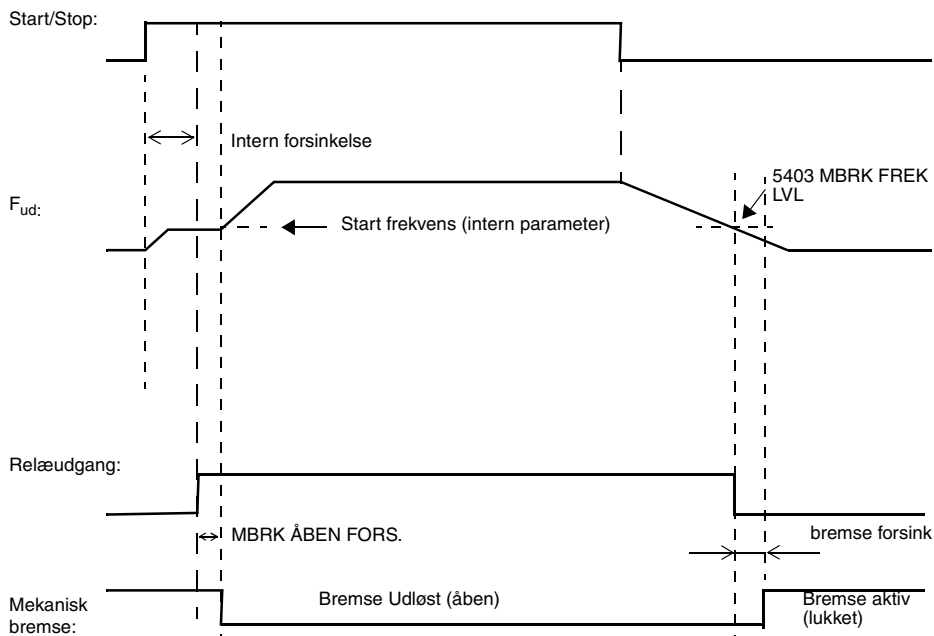 Start/Stop:
Intern forsinkelse
5403 MBRK FREK
LVL
Fud:
Start frekvens (intern parameter)
Relæudgang:
MBRK ÅBEN FORS.
bremse forsink
Mekanisk
bremse:
Bremse Udløst (åben)
Bremse aktiv
(lukket)